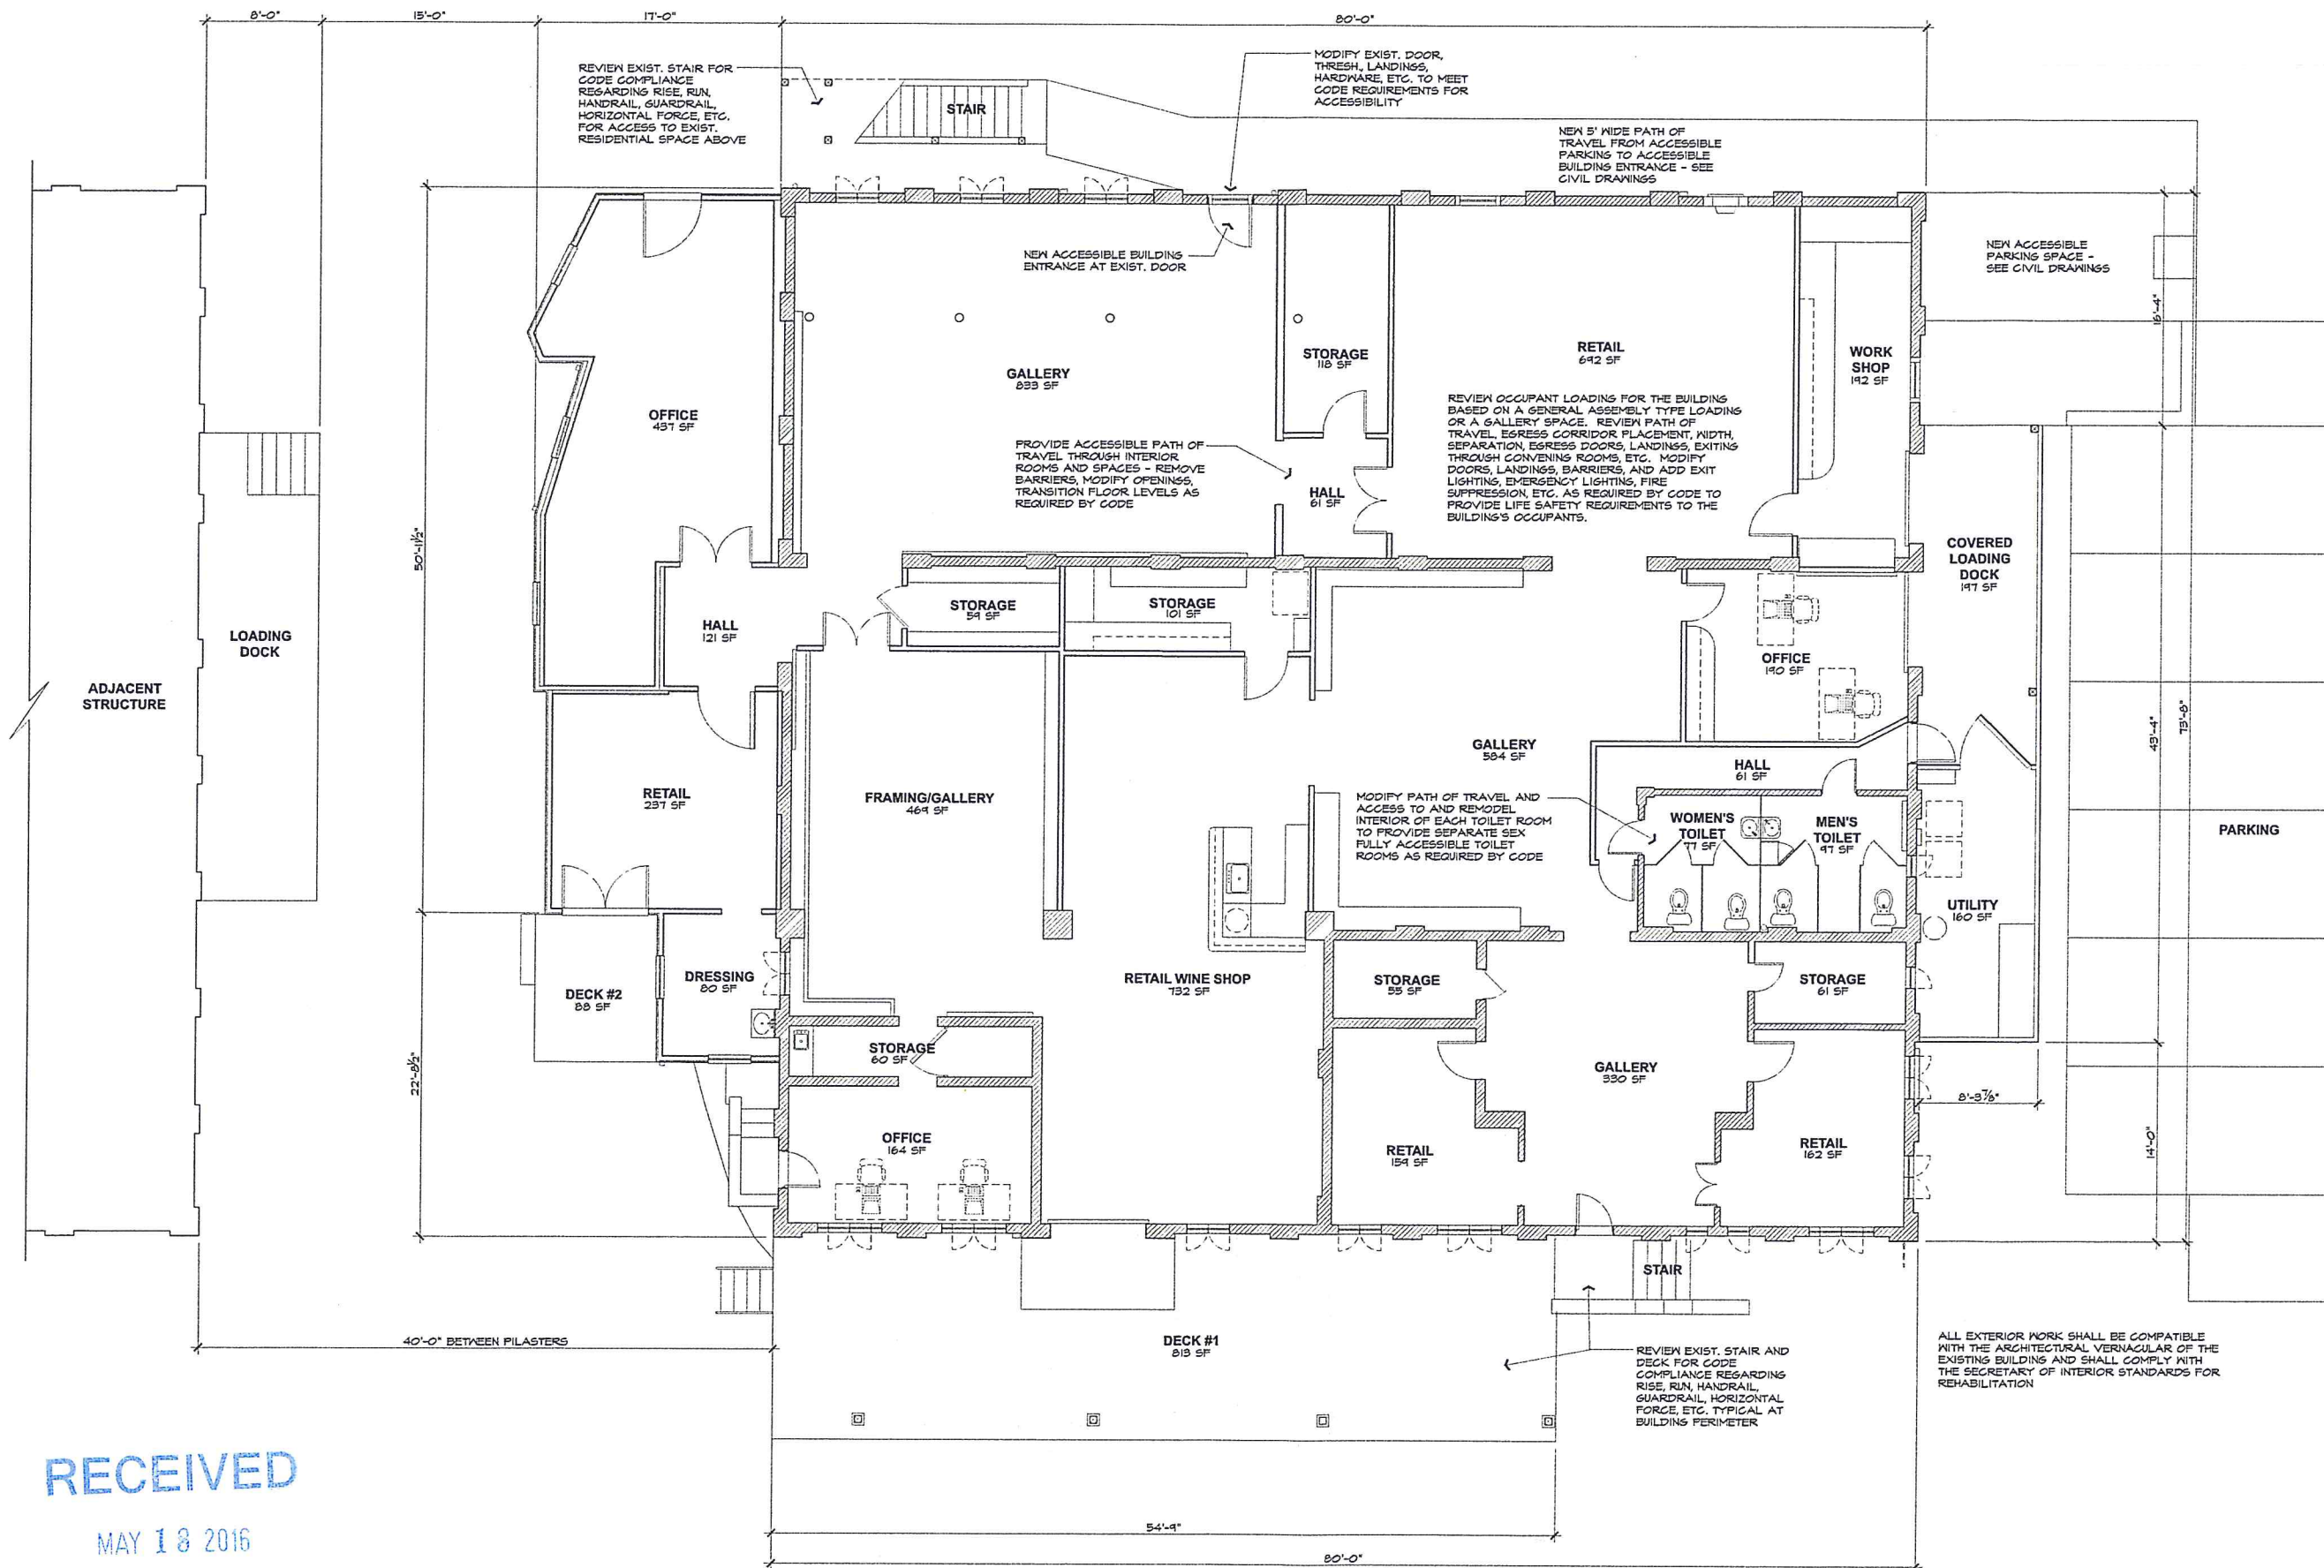 8'-0"
15'-0"
17'-0"
80'-0"
REVIEW EXIST. STAIR FOR
CODE COMPLIANCE
REGARDING RISE, RUN,
HANDRAIL, GUARDRAIL,
HORIZONTAL FORCE, ETC.
FOR ACCESS TO EXIST.
RESIDENTIAL SPACE ABOVE
STAIR
MODIFY EXIST. DOOR,
THRESH., LANDINGS,
HARDWARE, ETC. TO MEET
CODE REQUIREMENTS FOR
ACCESSIBILITY
NEW 5' WIDE PATH OF
TRAVEL FROM ACCESSIBLE
PARKING TO ACCESSIBLE
BUILDING ENTRANCE - SEE
CIVIL DRAWINGS
NEW ACCESSIBLE BUILDING
ENTRANCE AT EXIST. DOOR
NEW ACCESSIBLE
PARKING SPACE -
SEE CIVIL DRAWINGS
16'-4"
OFFICE
437 SF
GALLERY
833 SF
STORAGE
118 SF
RETAIL
692 SF
WORK
SHOP
192 SF
REVIEW OCCUPANT LOADING FOR THE BUILDING
BASED ON A GENERAL ASSEMBLY TYPE LOADING
OR A GALLERY SPACE. REVIEW PATH OF
TRAVEL, EGRESS CORRIDOR PLACEMENT, WIDTH,
SEPARATION, EGRESS DOORS, LANDINGS, EXITING
THROUGH CONVENING ROOMS, ETC. MODIFY
DOORS, LANDINGS, BARRIERS, AND ADD EXIT
LIGHTING, EMERGENCY LIGHTING, FIRE
SUPPRESSION, ETC. AS REQUIRED BY CODE TO
PROVIDE LIFE SAFETY REQUIREMENTS TO THE
BUILDING'S OCCUPANTS.
PROVIDE ACCESSIBLE PATH OF
TRAVEL THROUGH INTERIOR
ROOMS AND SPACES - REMOVE
BARRIERS, MODIFY OPENINGS,
TRANSITION FLOOR LEVELS AS
REQUIRED BY CODE
HALL
61 SF
50'-1½"
COVERED
LOADING
DOCK
197 SF
HALL
121 SF
STORAGE
59 SF
STORAGE
101 SF
LOADING
DOCK
ADJACENT
STRUCTURE
OFFICE
190 SF
GALLERY
584 SF
HALL
61 SF
43'-4"
73'-8"
RETAIL
237 SF
FRAMING/GALLERY
469 SF
MODIFY PATH OF TRAVEL AND
ACCESS TO AND REMODEL
INTERIOR OF EACH TOILET ROOM
TO PROVIDE SEPARATE SEX
FULLY ACCESSIBLE TOILET
ROOMS AS REQUIRED BY CODE
WOMEN'S
TOILET
77 SF
MEN'S
TOILET
97 SF
PARKING
UTILITY
160 SF
DECK #2
88 SF
DRESSING
80 SF
RETAIL WINE SHOP
732 SF
STORAGE
55 SF
STORAGE
61 SF
STORAGE
60 SF
22'-8½"
GALLERY
330 SF
8'-3⅞"
OFFICE
164 SF
RETAIL
159 SF
RETAIL
162 SF
14'-0"
STAIR
40'-0" BETWEEN PILASTERS
DECK #1
813 SF
REVIEW EXIST. STAIR AND
DECK FOR CODE
COMPLIANCE REGARDING
RISE, RUN, HANDRAIL,
GUARDRAIL, HORIZONTAL
FORCE, ETC. TYPICAL AT
BUILDING PERIMETER
ALL EXTERIOR WORK SHALL BE COMPATIBLE
WITH THE ARCHITECTURAL VERNACULAR OF THE
EXISTING BUILDING AND SHALL COMPLY WITH
THE SECRETARY OF INTERIOR STANDARDS FOR
REHABILITATION
RECEIVED
MAY 18 2016
54'-9"
80'-0"